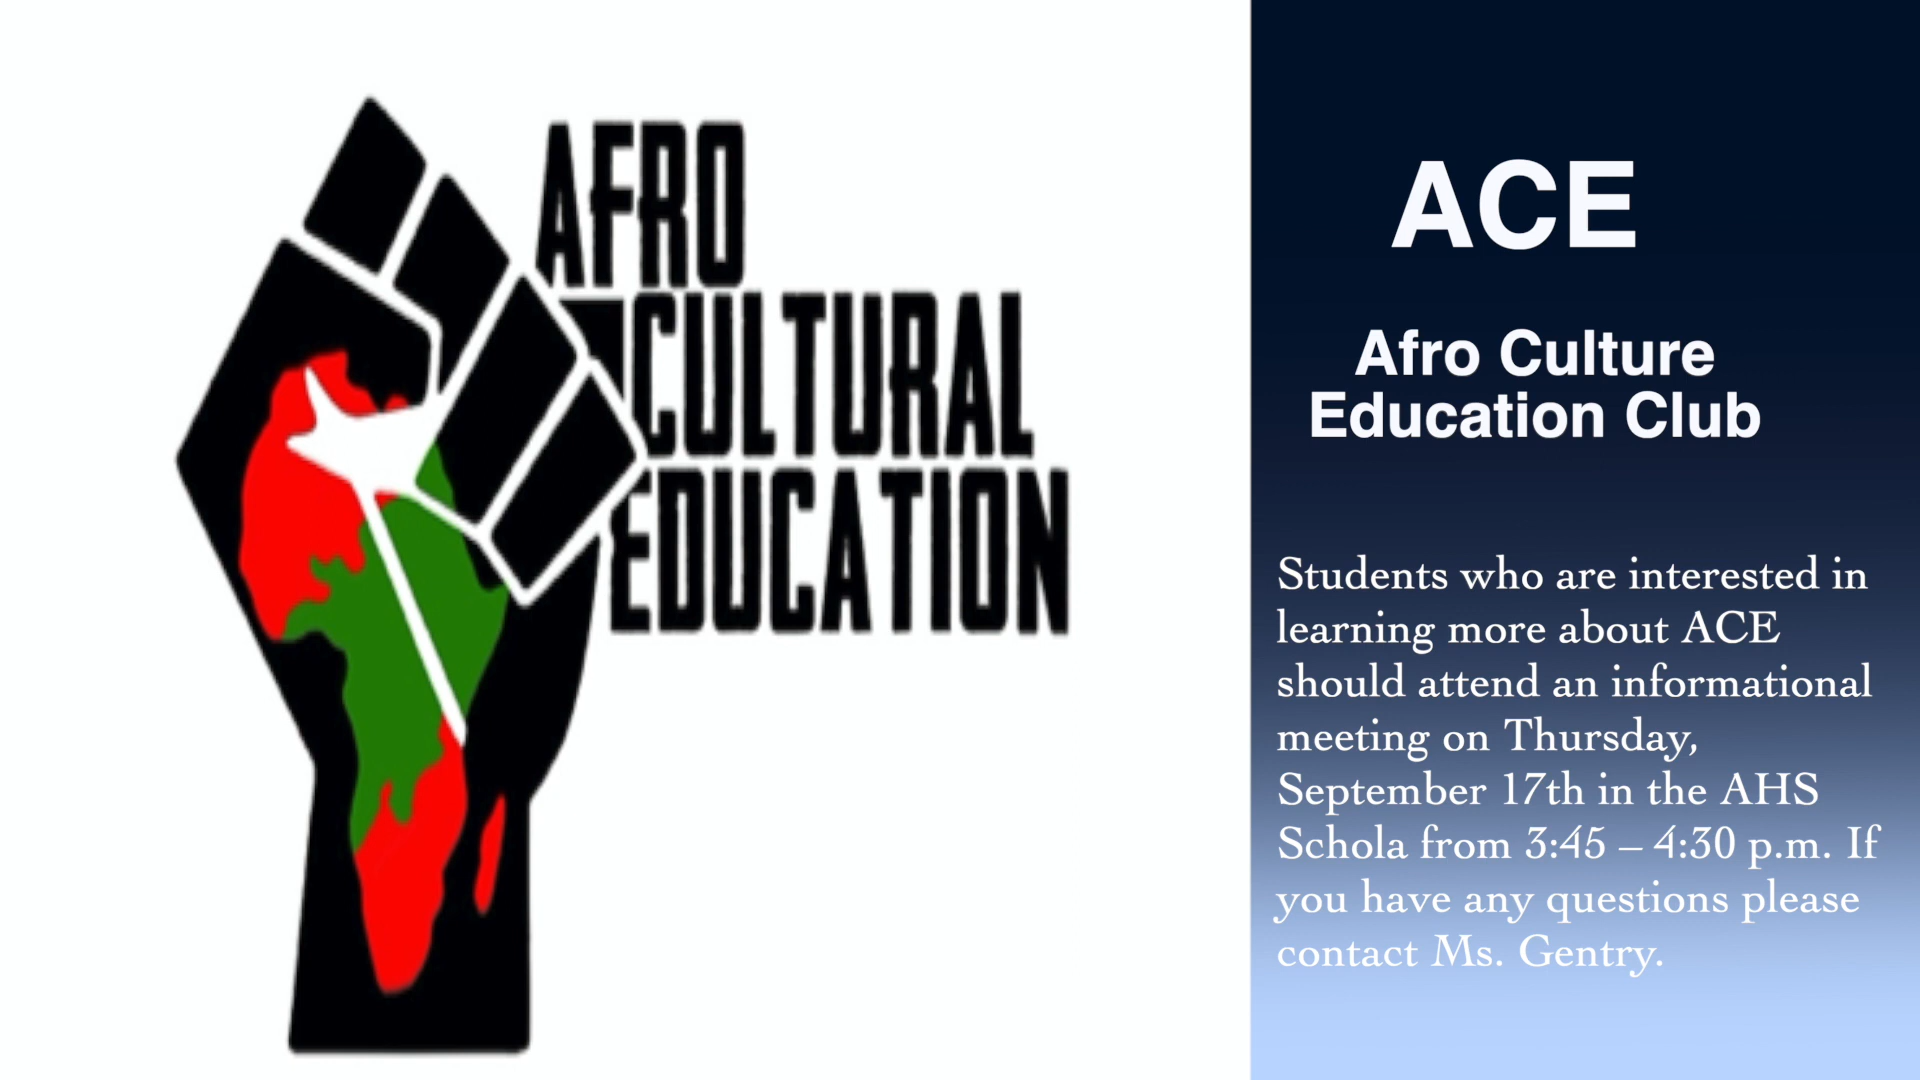 AFRO
CULTURAL
EDUCATION
ACE
Afro Culture
Education Club
Students who are interested in
learning more about ACE
should attend an informational
meeting on Thursday,
September 17th in the AHS
Schola from 3:45 – 4:30 p.m. If
you have any questions please
contact Ms. Gentry.